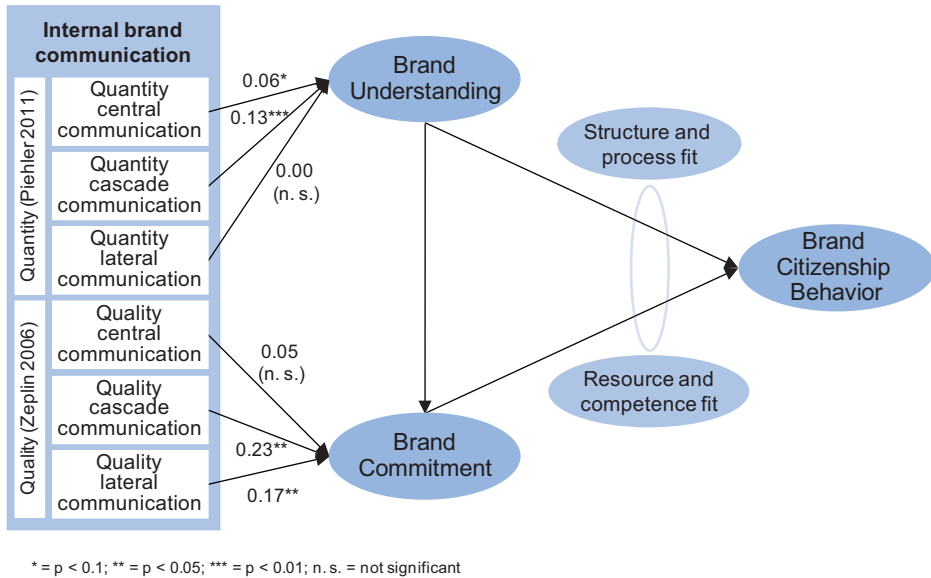 Internal brand
communication
Quantity (Piehler 2011)
Quantity
central
communication
Quantity
cascade
communication
Quantity
lateral
communication
Quality (Zeplin 2006)
Quality
central
communication
Quality
cascade
communication
Quality
lateral
communication
0.06*
0.13***
0.00
(n. s.)
0.05
(n. s.)
0.23**
0.17**
Brand
Understanding
Brand
Commitment
Structure and
process fit
Resource and
competence fit
Brand
Citizenship
Behavior
* = p < 0.1; ** = p < 0.05; *** = p < 0.01; n. s. = not significant